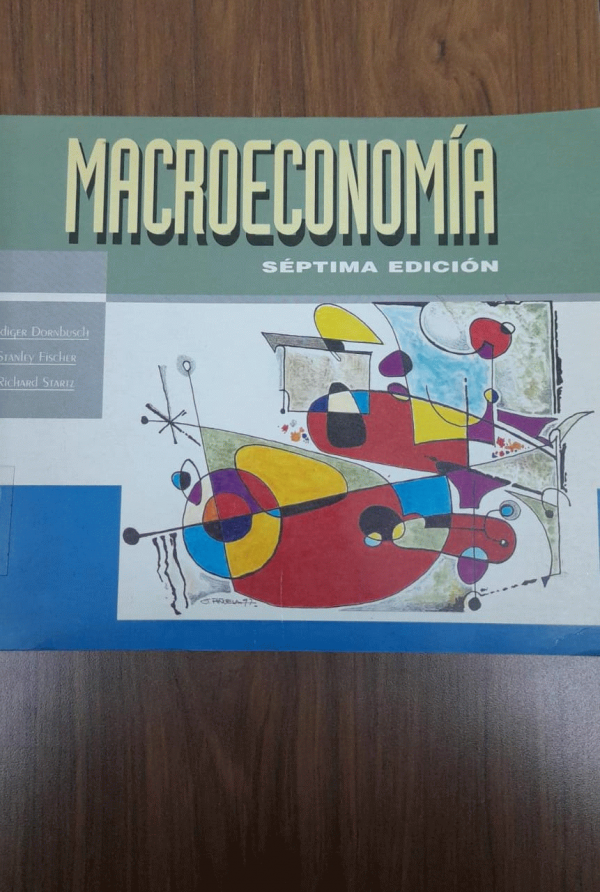 MACROECONOMÍA
SÉPTIMA EDICIÓN
diger Dornbusch
Stanley Fischer
Richard Startz